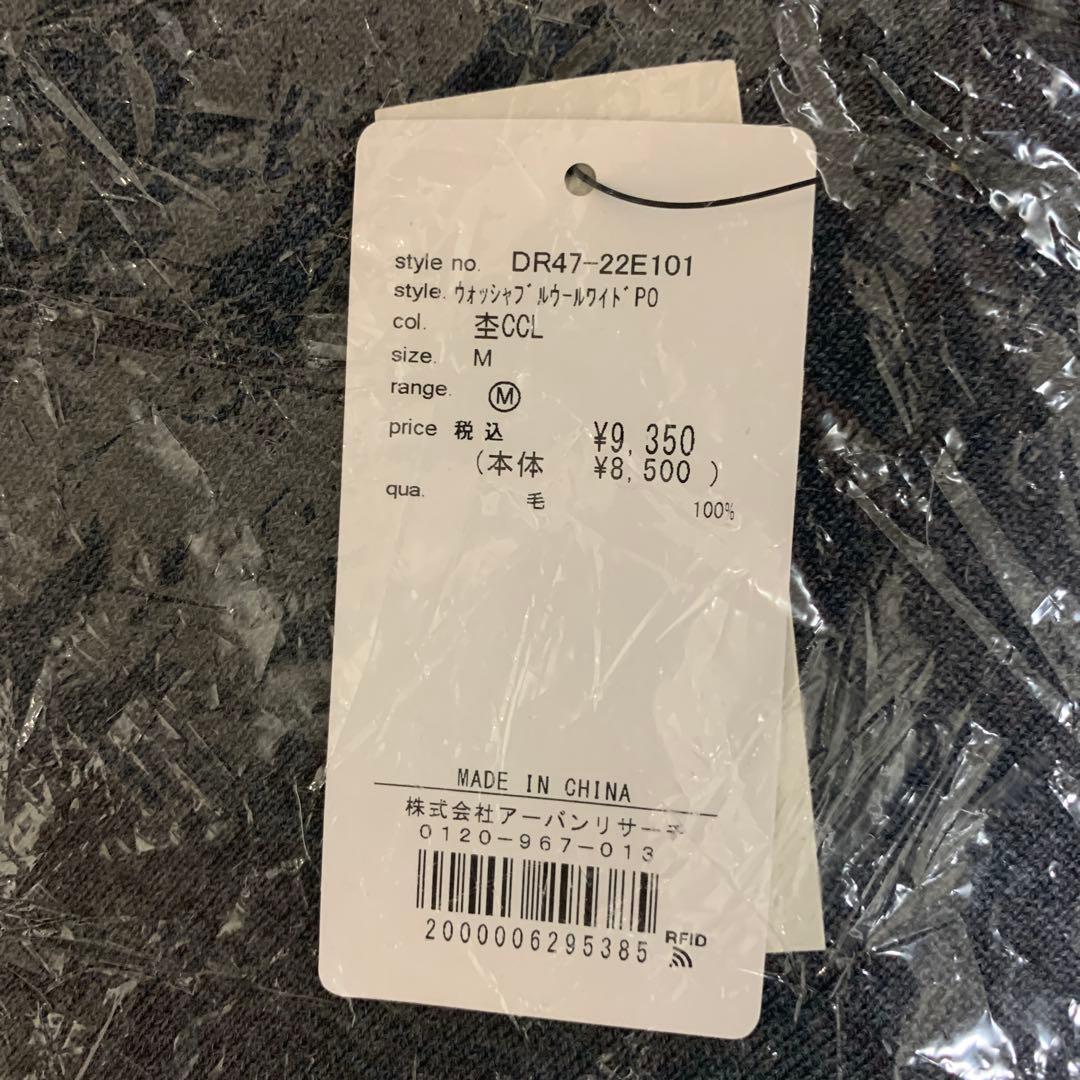 style no. DR47-22E101
style. ｳｫｯｼｬﾌﾞﾙｳｰﾙﾜｲﾄﾞPO
col. 杢CCL
size. M
range. Ⓜ
price 税込 ¥9,350
(本体 ¥8,500 )
qua. 毛 100%
MADE IN CHINA
株式会社アーバンリサーチ
0120-967-013
2000006295385 RFID